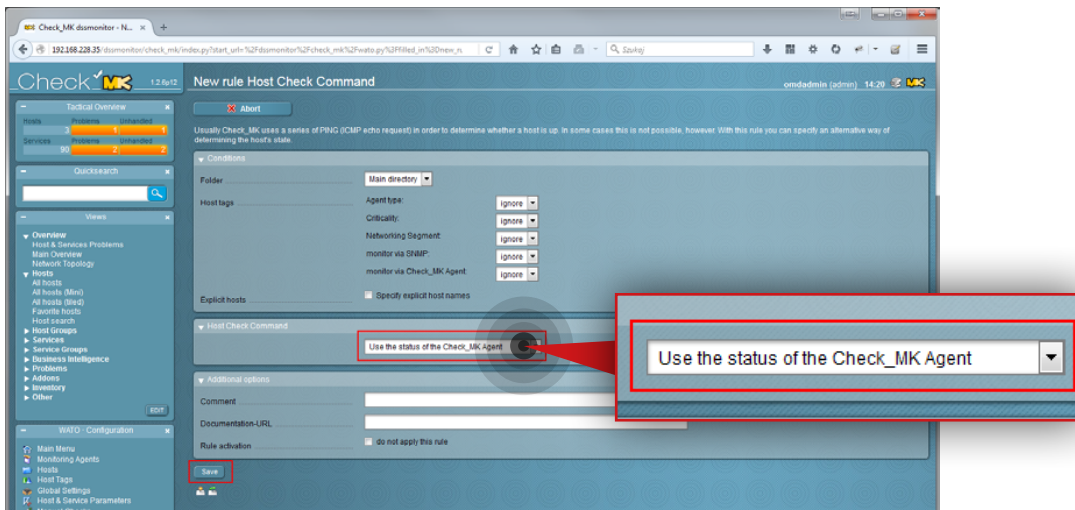 Check_MK dssmonitor - N...
192.168.228.35/dssmonitor/check_mk/index.py?start_url=%2Fdssmonitor%2Fcheck_mk%2Fwato.py%3Ffilled_in%3Dnew_r
Szukaj
Check MK 1.2.6p12
New rule Host Check Command
omdadmin (admin) 14:20
Tactical Overview
Hosts Problems Unhandled
3 1 1
Services Problems Unhandled
90 2 2
Quicksearch
Views
Overview
Host & Services Problems
Main Overview
Network Topology
Hosts
All hosts
All hosts (Mini)
All hosts (tiled)
Favorite hosts
Host search
Host Groups
Services
Service Groups
Business Intelligence
Problems
Addons
Inventory
Other
EDIT
WATO - Configuration
Main Menu
Monitoring Agents
Hosts
Host Tags
Global Settings
Host & Service Parameters
Abort
Usually Check_MK uses a series of PING (ICMP echo request) in order to determine whether a host is up. In some cases this is not possible, however. With this rule you can specify an alternative way of
determining the host's state.
Conditions
Folder Main directory
Host tags Agent type: ignore
Criticality: ignore
Networking Segment: ignore
monitor via SNMP: ignore
monitor via Check_MK Agent: ignore
Explicit hosts Specify explicit host names
Host Check Command
Use the status of the Check_MK Agent
Use the status of the Check_MK Agent
Additional options
Comment
Documentation-URL
Rule activation do not apply this rule
Save